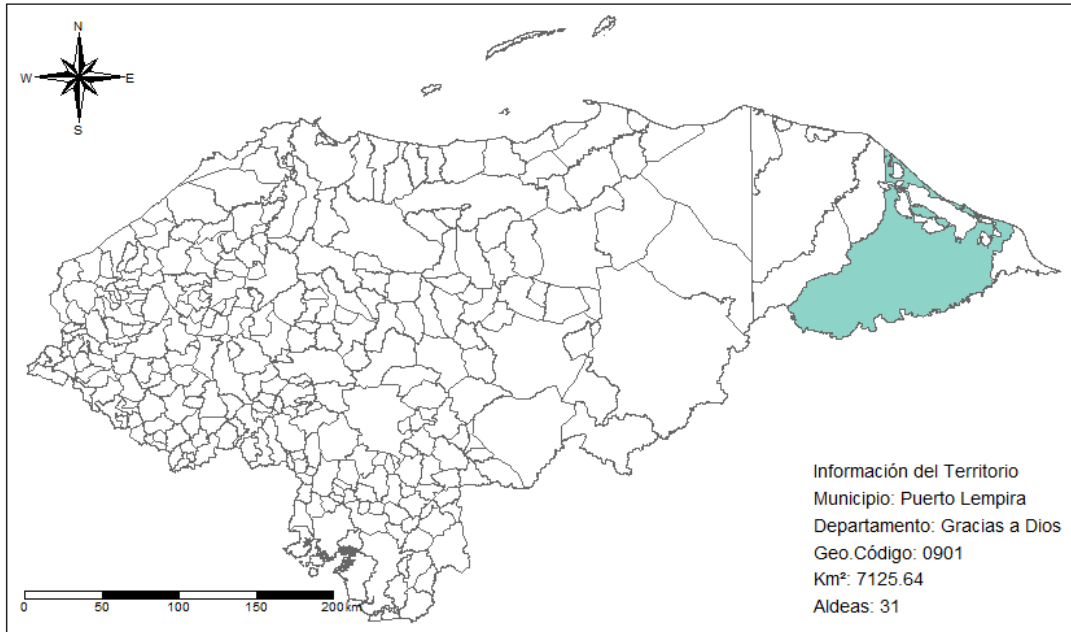 N
W E
S
Información del Territorio
Municipio: Puerto Lempira
Departamento: Gracias a Dios
Geo.Código: 0901
Km²: 7125.64
Aldeas: 31
0 50 100 150 200 km